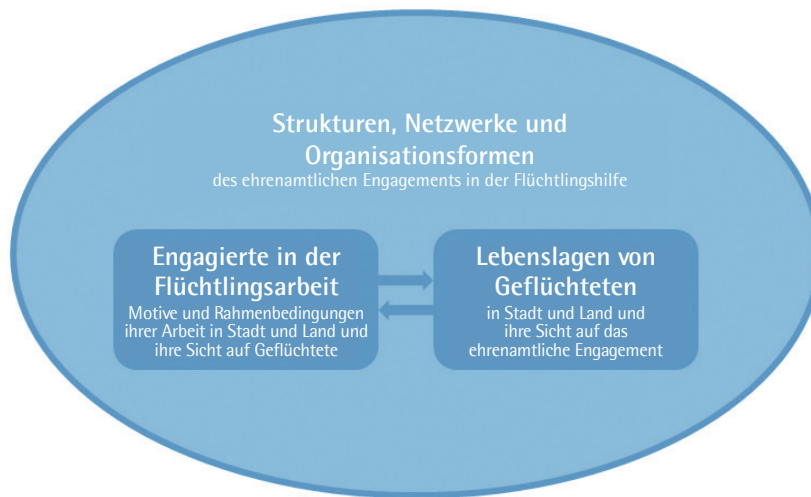 Strukturen, Netzwerke und
Organisationsformen
des ehrenamtlichen Engagements in der Flüchtlingshilfe
Engagierte in der
Flüchtlingsarbeit
Motive und Rahmenbedingungen
ihrer Arbeit in Stadt und Land und
ihre Sicht auf Geflüchtete
Lebenslagen von
Geflüchteten
in Stadt und Land und
ihre Sicht auf das
ehrenamtliche Engagement